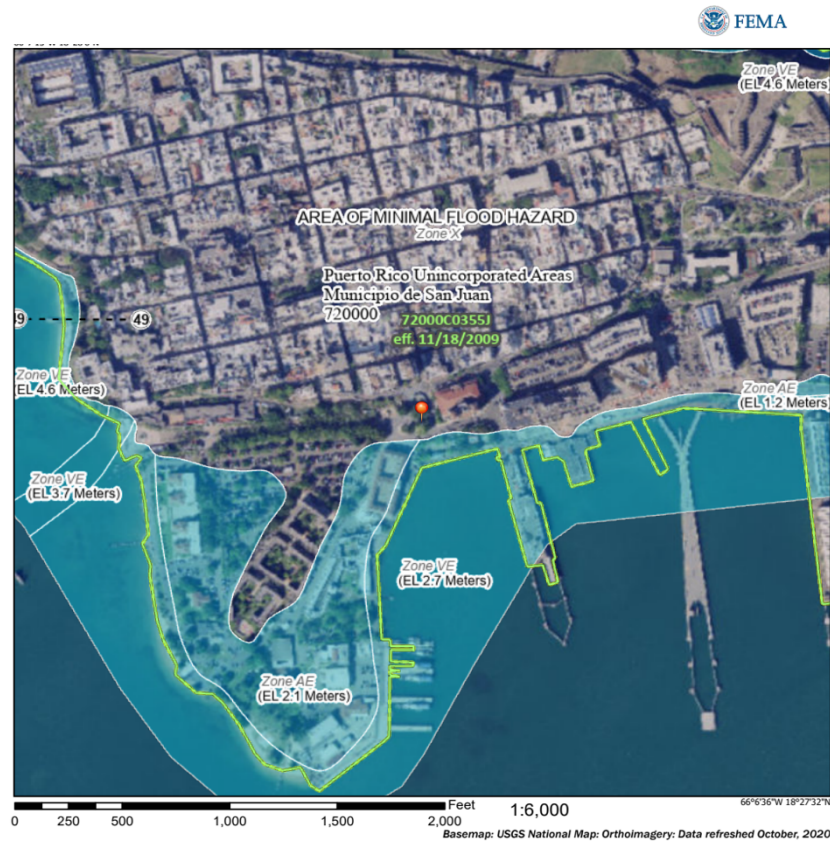 FEMA
Zone VE
(EL 4.6 Meters)
AREA OF MINIMAL FLOOD HAZARD
Zone X
Puerto Rico Unincorporated Areas
Municipio de San Juan
720000
72000C0355J
eff. 11/18/2009
49
Zone VE
(EL 4.6 Meters)
Zone AE
(EL 1.2 Meters)
Zone VE
(EL 3.7 Meters)
Zone VE
(EL 2.7 Meters)
Zone AE
(EL 2.1 Meters)
Feet
0 250 500 1,000 1,500 2,000
1:6,000
66°6'36"W 18°27'32"N
Basemap: USGS National Map: Orthoimagery: Data refreshed October, 2020